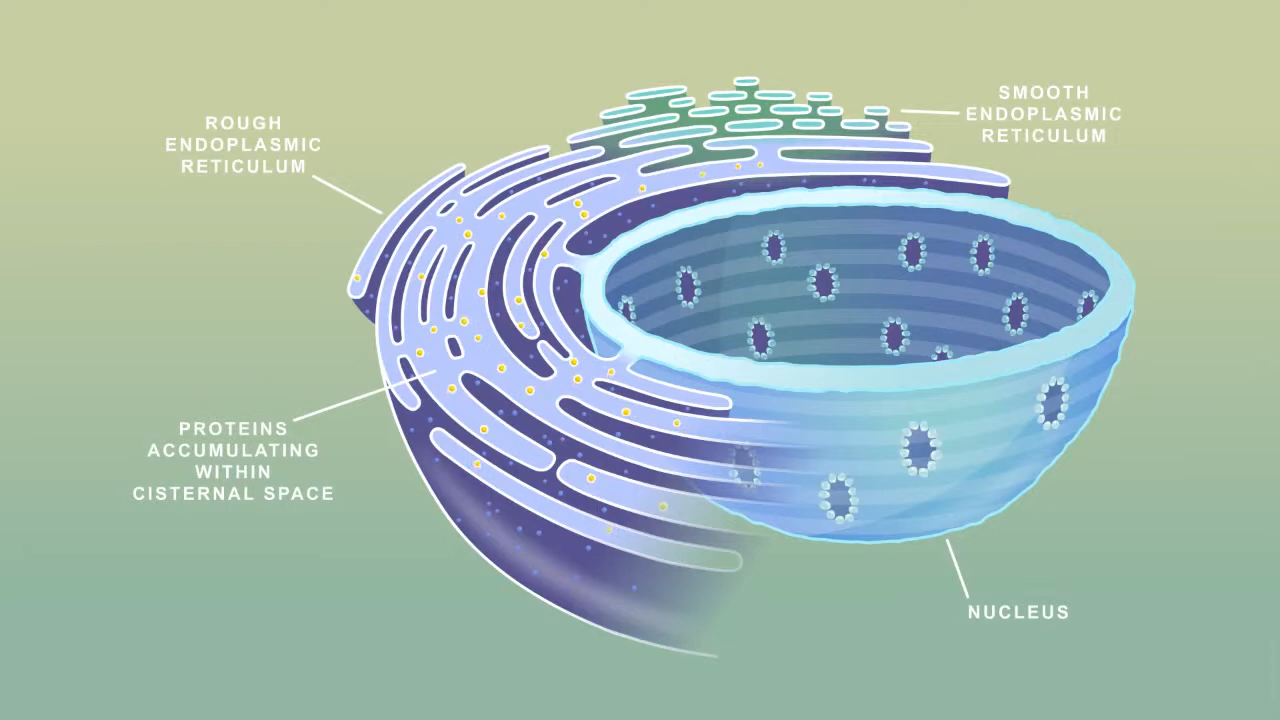 ROUGH
ENDOPLASMIC
RETICULUM
SMOOTH
ENDOPLASMIC
RETICULUM
PROTEINS
ACCUMULATING
WITHIN
CISTERNAL SPACE
NUCLEUS